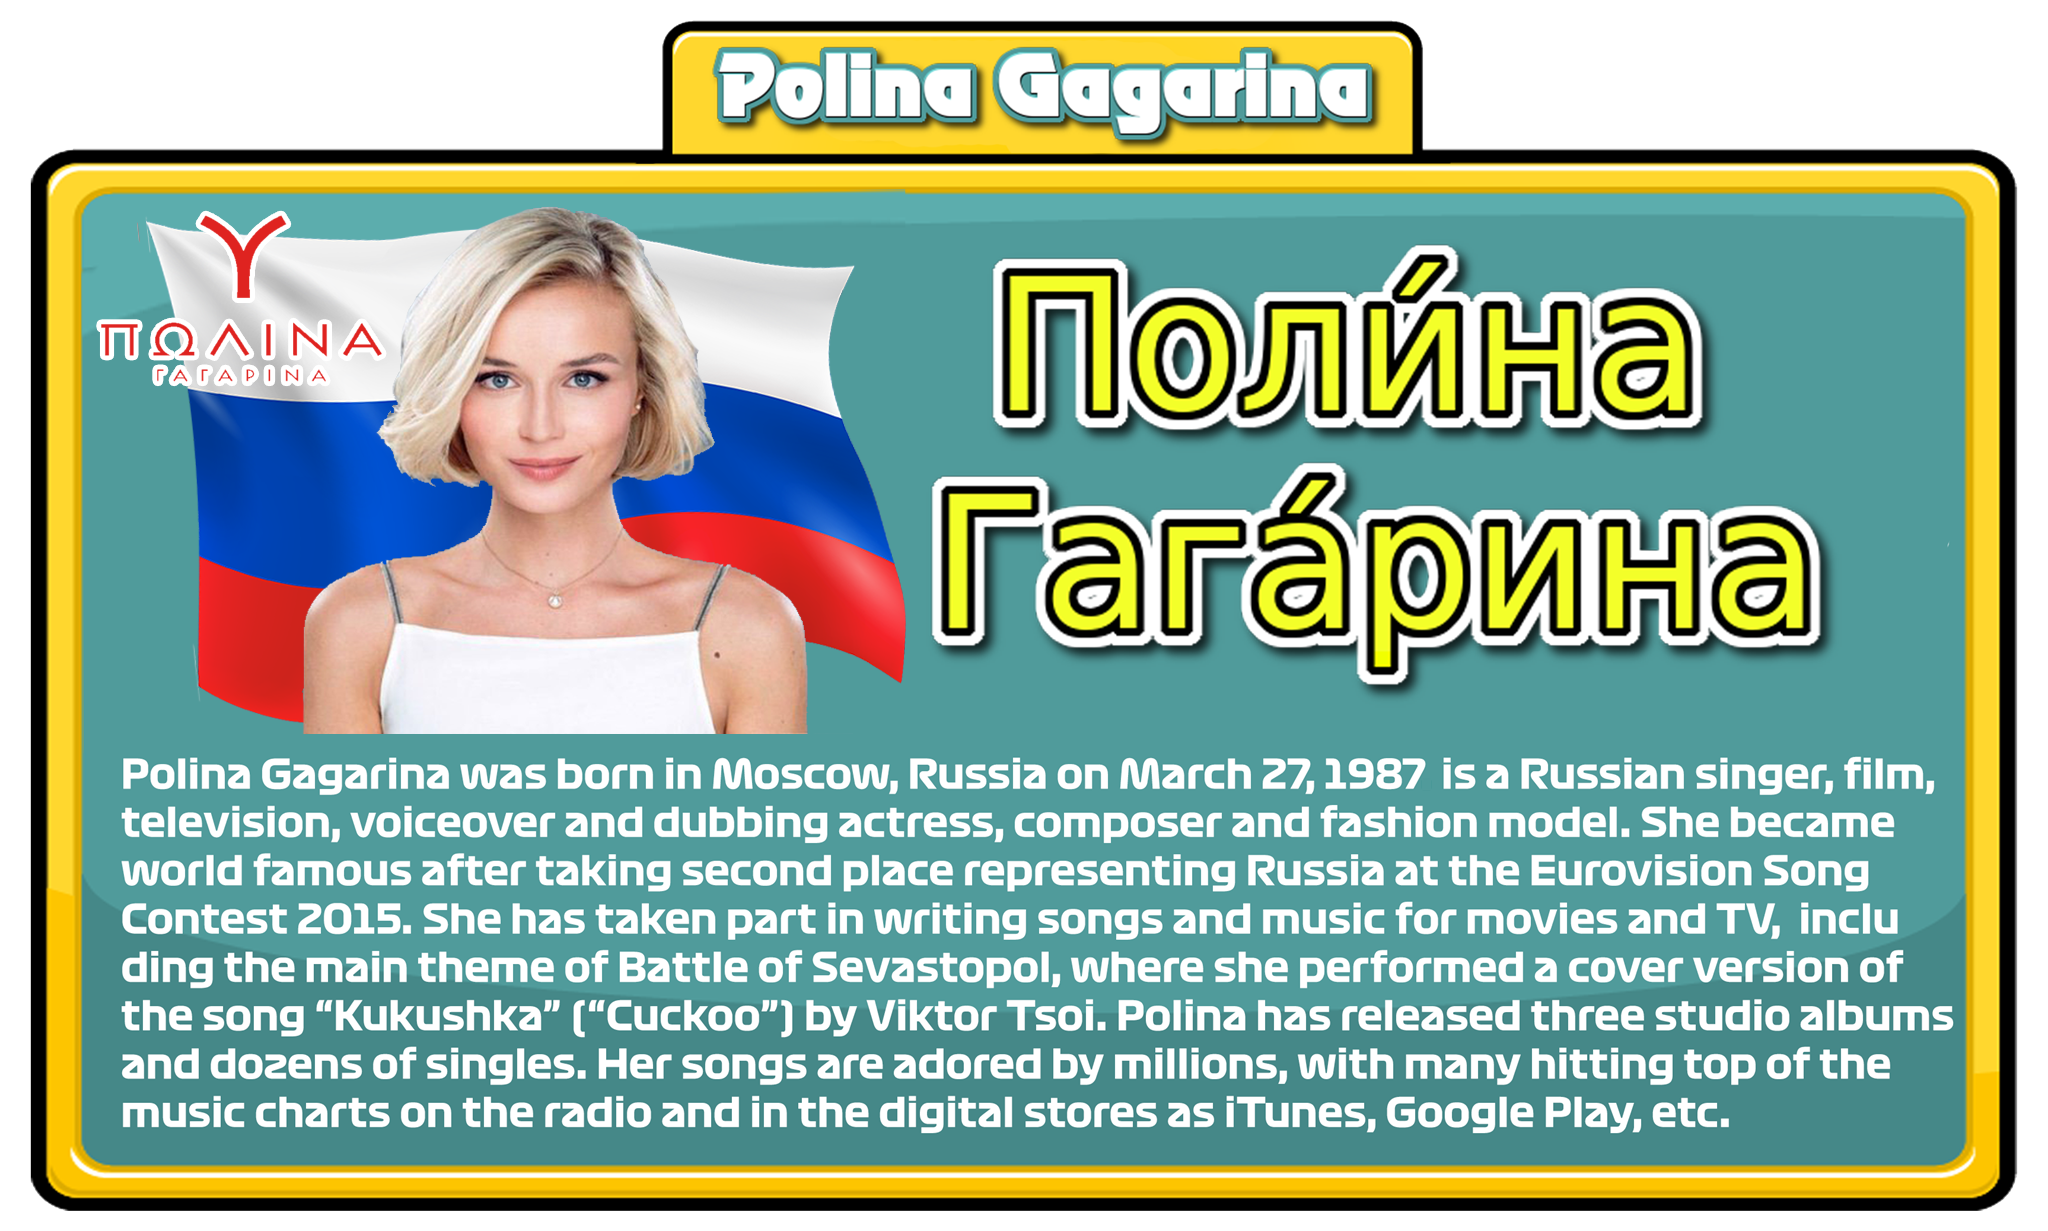 Polina Gagarina
ΠΩΛΙΝΑ
ΓΑΓΑΡΙΝΑ
Поли́на
Гага́рина
Polina Gagarina was born in Moscow, Russia on March 27, 1987 is a Russian singer, film,
television, voiceover and dubbing actress, composer and fashion model. She became
world famous after taking second place representing Russia at the Eurovision Song
Contest 2015. She has taken part in writing songs and music for movies and TV, inclu
ding the main theme of Battle of Sevastopol, where she performed a cover version of
the song “Kukushka” (“Cuckoo”) by Viktor Tsoi. Polina has released three studio albums
and dozens of singles. Her songs are adored by millions, with many hitting top of the
music charts on the radio and in the digital stores as iTunes, Google Play, etc.